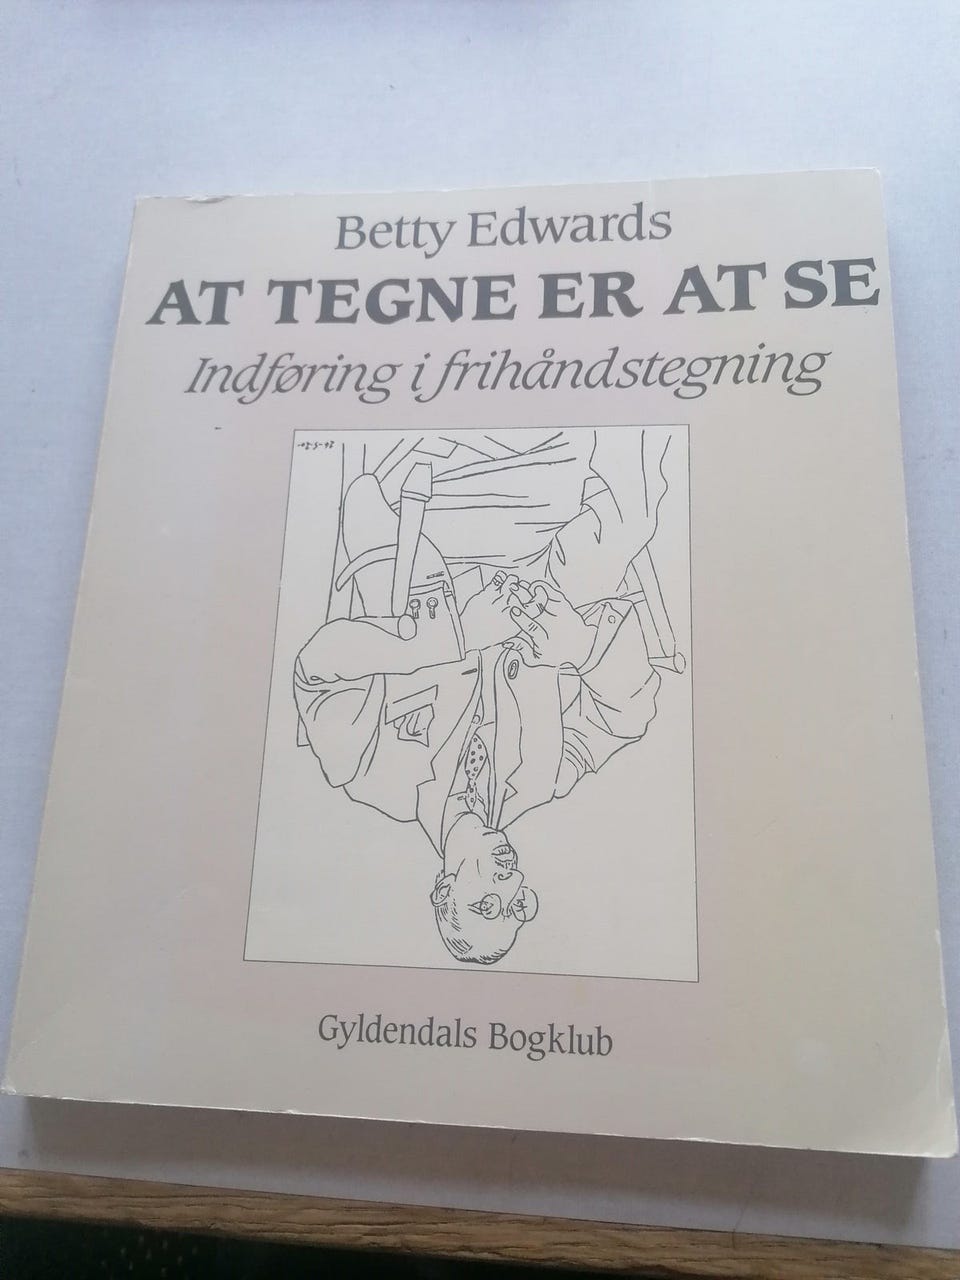 Betty Edwards
AT TEGNE ER AT SE
Indføring i frihåndstegning
Gyldendals Bogklub